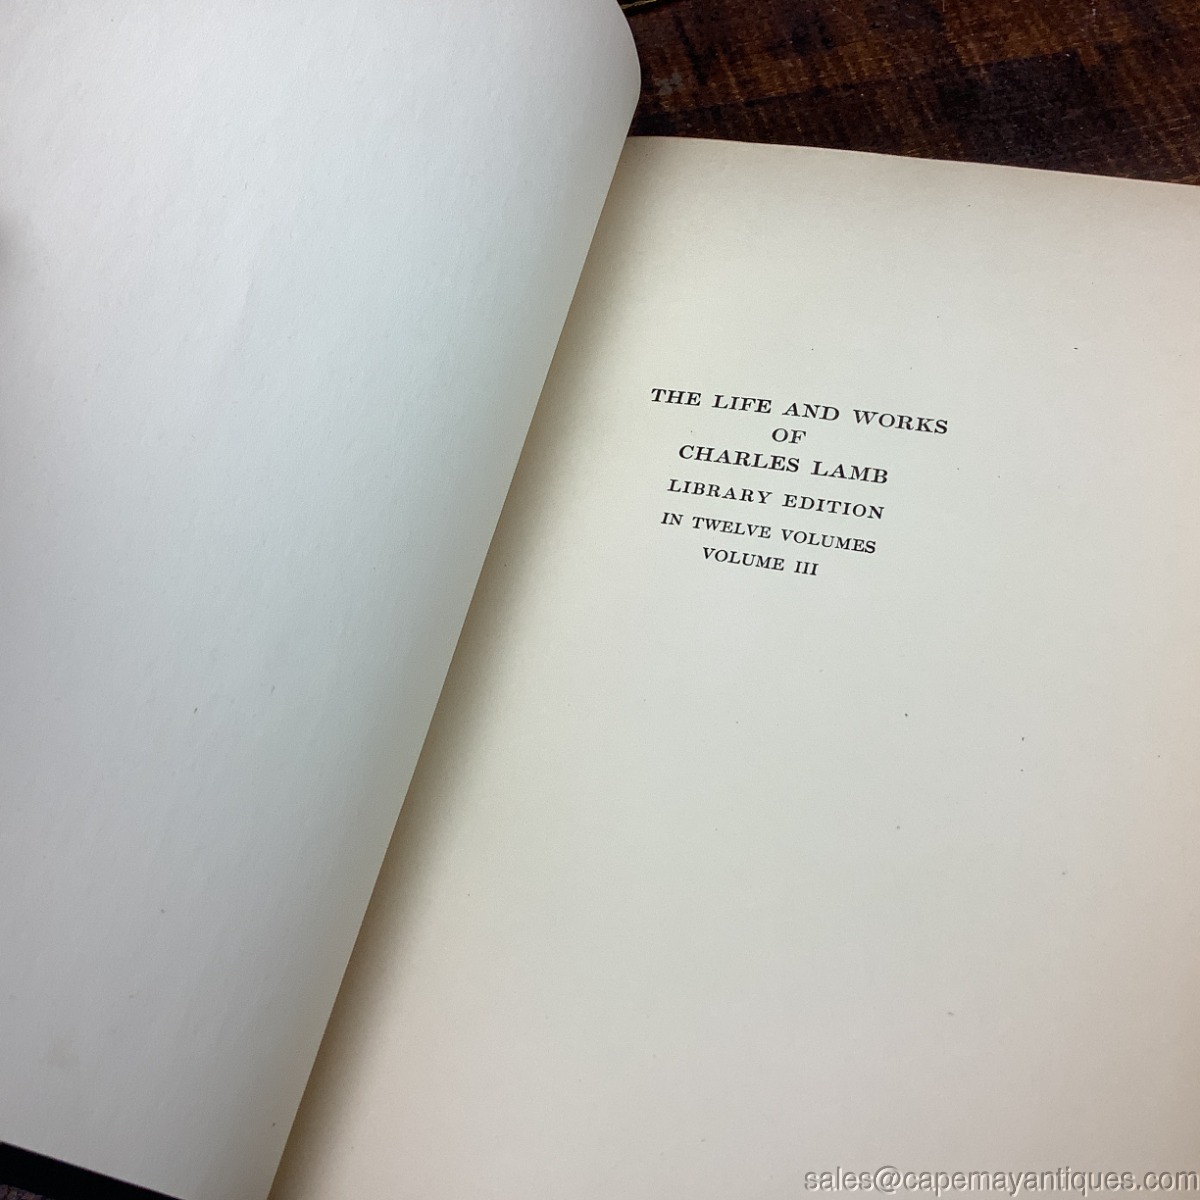 THE LIFE AND WORKS
OF
CHARLES LAMB
LIBRARY EDITION
IN TWELVE VOLUMES
VOLUME III
sales@capemayantiques.com